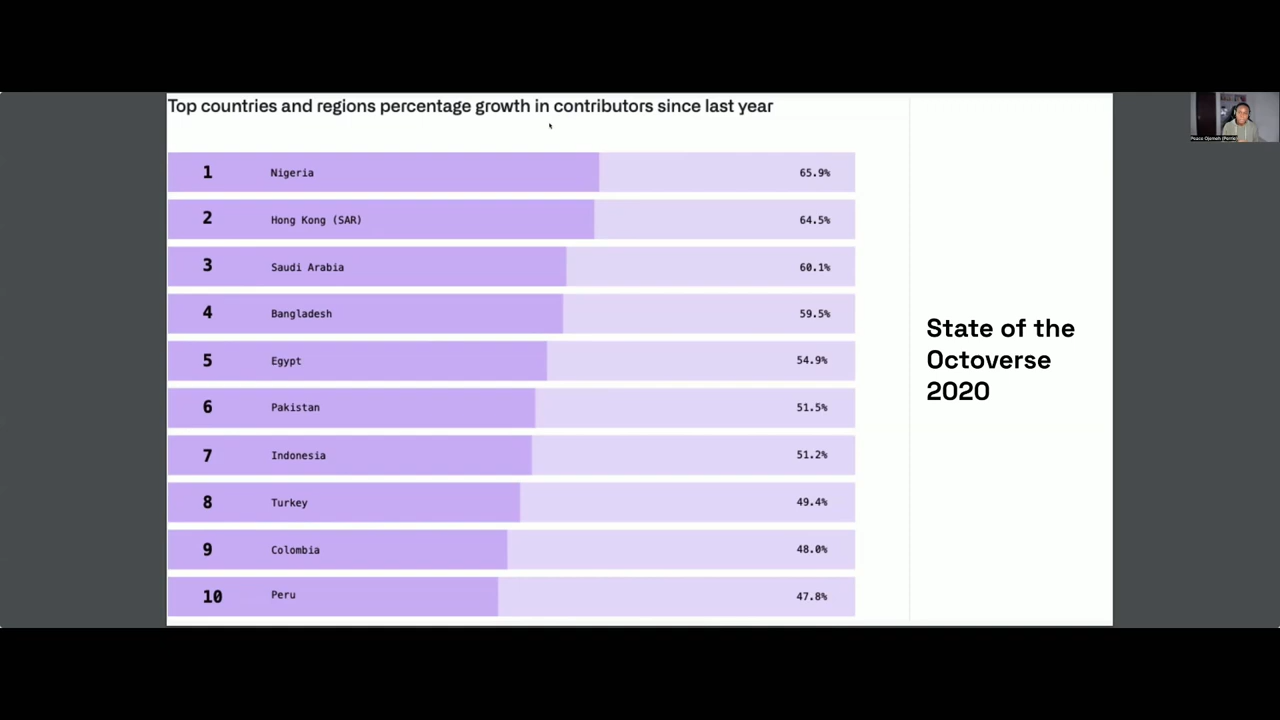 Top countries and regions percentage growth in contributors since last year
1 Nigeria 65.9%
2 Hong Kong (SAR) 64.5%
3 Saudi Arabia 60.1%
4 Bangladesh 59.5%
5 Egypt 54.9%
6 Pakistan 51.5%
7 Indonesia 51.2%
8 Turkey 49.4%
9 Colombia 48.0%
10 Peru 47.8%
State of the
Octoverse
2020
Peace Ojemeh (Perrie)